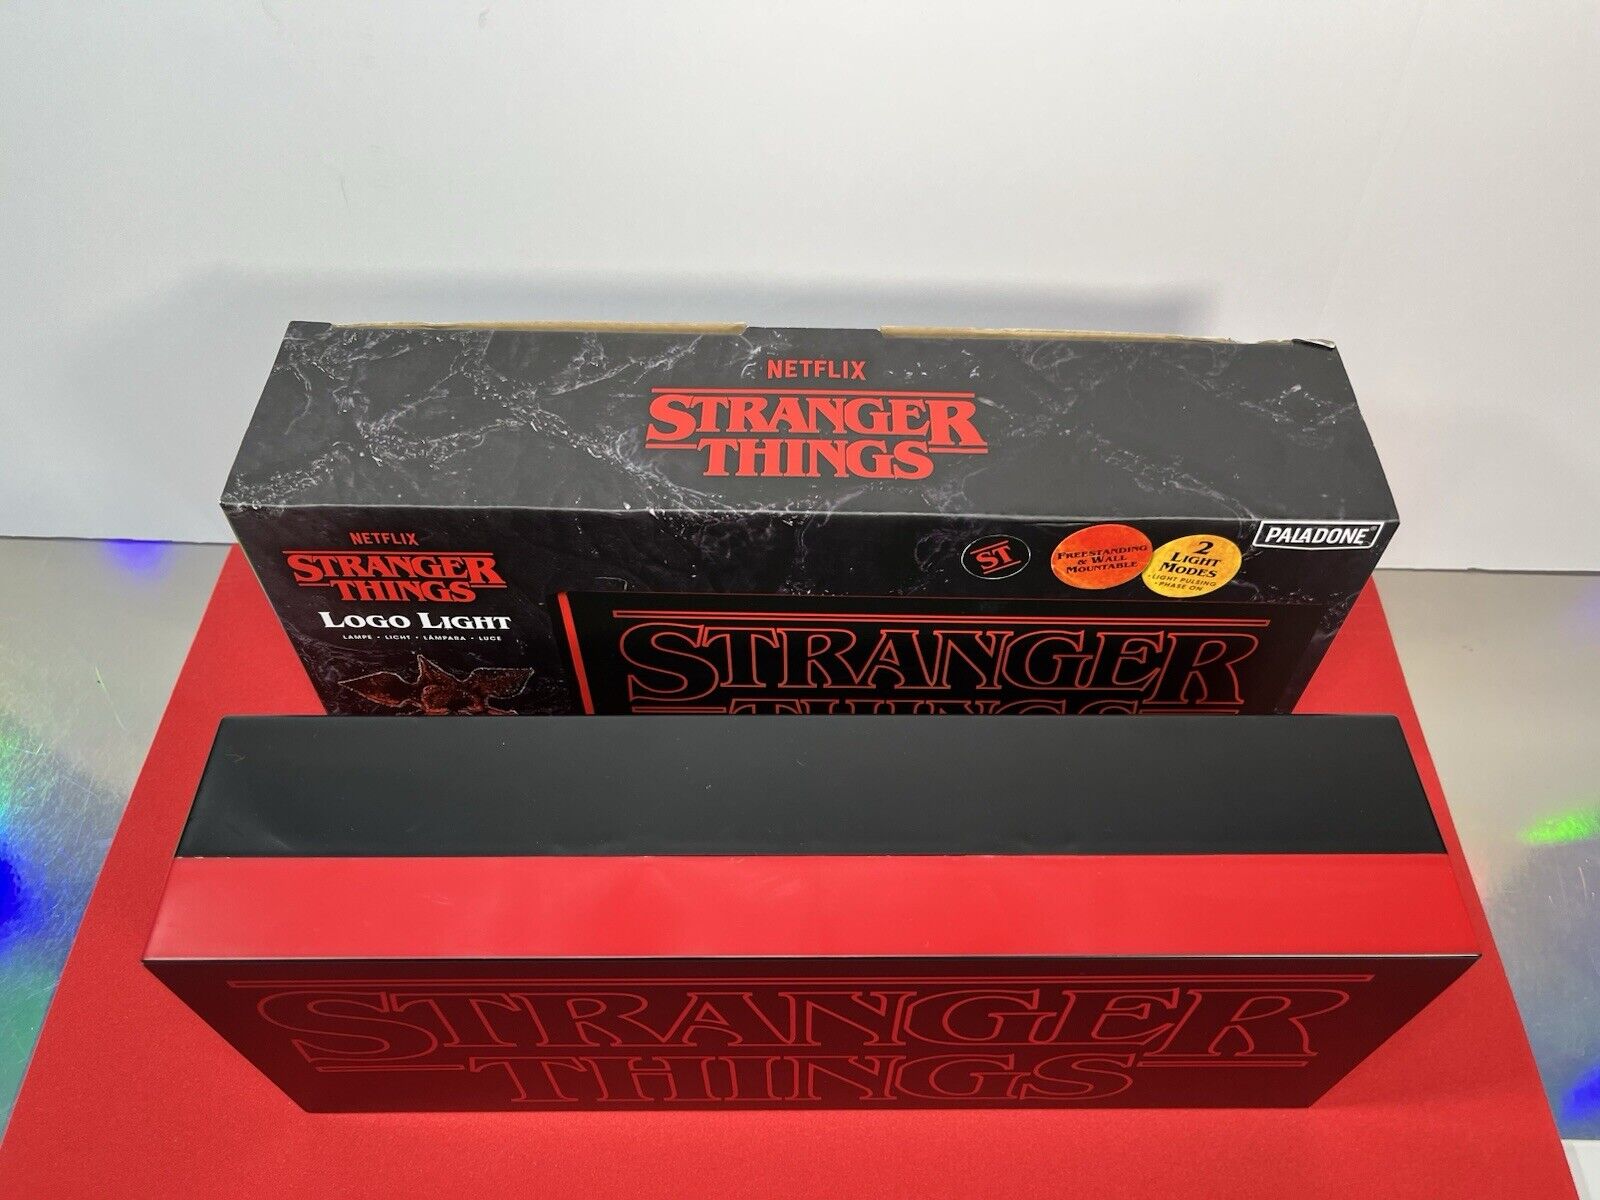 NETFLIX
STRANGER
THINGS
NETFLIX
STRANGER
THINGS
LOGO LIGHT
LAMPE · LICHT · LÁMPARA · LUCE
ST
FREESTANDING
& WALL
MOUNTABLE
2
LIGHT
MODES
· LIGHT PULSING
· PHASE ON
PALADONE
STRANGER
THINGS
STRANGER
THINGS